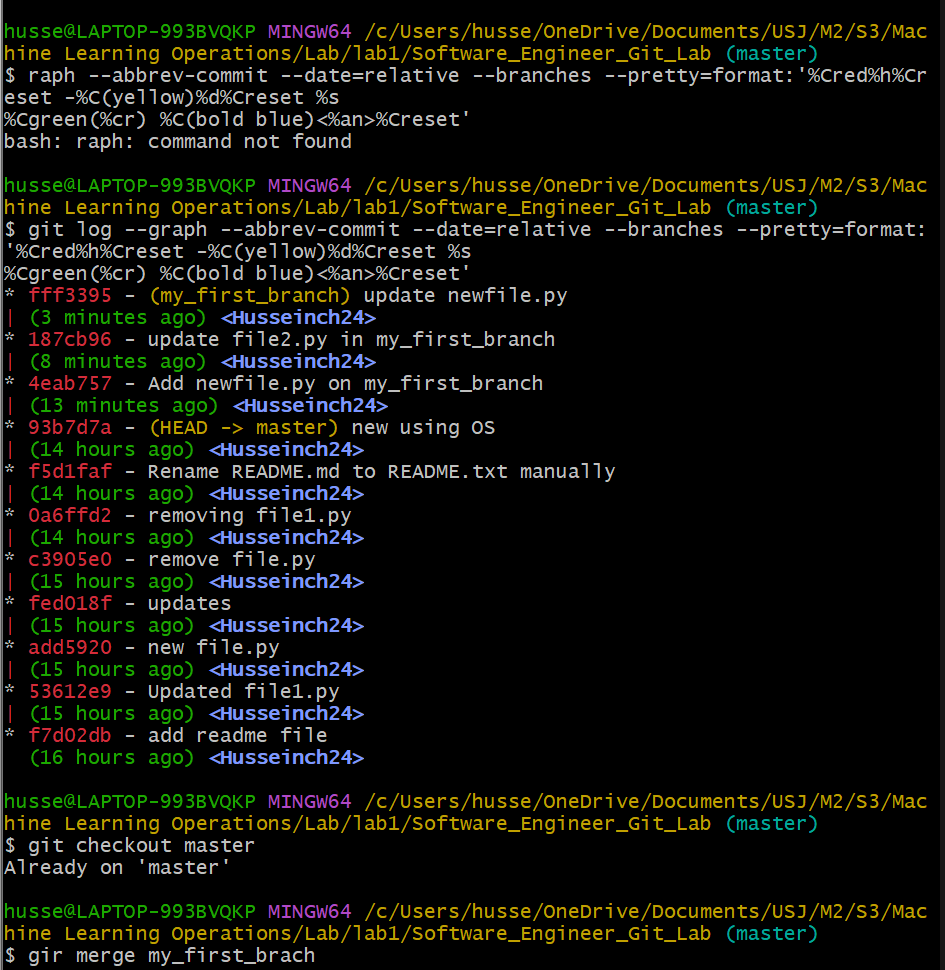 husse@LAPTOP-993BVQKP MINGW64 /c/Users/husse/OneDrive/Documents/USJ/M2/S3/Mac
hine Learning Operations/Lab/lab1/Software_Engineer_Git_Lab (master)
$ raph --abbrev-commit --date=relative --branches --pretty=format:'%Cred%h%Cr
eset -%C(yellow)%d%Creset %s
%Cgreen(%cr) %C(bold blue)<%an>%Creset'
bash: raph: command not found
husse@LAPTOP-993BVQKP MINGW64 /c/Users/husse/OneDrive/Documents/USJ/M2/S3/Mac
hine Learning Operations/Lab/lab1/Software_Engineer_Git_Lab (master)
$ git log --graph --abbrev-commit --date=relative --branches --pretty=format:
'%Cred%h%Creset -%C(yellow)%d%Creset %s
%Cgreen(%cr) %C(bold blue)<%an>%Creset'
* fff3395 - (my_first_branch) update newfile.py
| (3 minutes ago) <Husseinch24>
* 187cb96 - update file2.py in my_first_branch
| (8 minutes ago) <Husseinch24>
* 4eab757 - Add newfile.py on my_first_branch
| (13 minutes ago) <Husseinch24>
* 93b7d7a - (HEAD -> master) new using OS
| (14 hours ago) <Husseinch24>
* f5d1faf - Rename README.md to README.txt manually
| (14 hours ago) <Husseinch24>
* 0a6ffd2 - removing file1.py
| (14 hours ago) <Husseinch24>
* c3905e0 - remove file.py
| (15 hours ago) <Husseinch24>
* fed018f - updates
| (15 hours ago) <Husseinch24>
* add5920 - new file.py
| (15 hours ago) <Husseinch24>
* 53612e9 - Updated file1.py
| (15 hours ago) <Husseinch24>
* f7d02db - add readme file
(16 hours ago) <Husseinch24>
husse@LAPTOP-993BVQKP MINGW64 /c/Users/husse/OneDrive/Documents/USJ/M2/S3/Mac
hine Learning Operations/Lab/lab1/Software_Engineer_Git_Lab (master)
$ git checkout master
Already on 'master'
husse@LAPTOP-993BVQKP MINGW64 /c/Users/husse/OneDrive/Documents/USJ/M2/S3/Mac
hine Learning Operations/Lab/lab1/Software_Engineer_Git_Lab (master)
$ gir merge my_first_brach